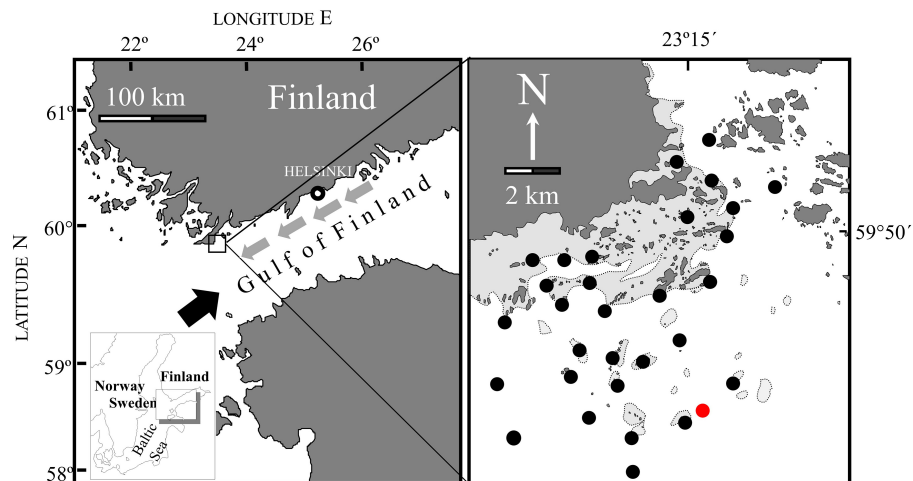 LONGITUDE E
22º
24º
26º
23º15´
100 km
Finland
N
61º
HELSINKI
2 km
60º
Gulf of Finland
59º50´
LATITUDE N
59º
Norway
Finland
Sweden
Baltic
Sea
58º